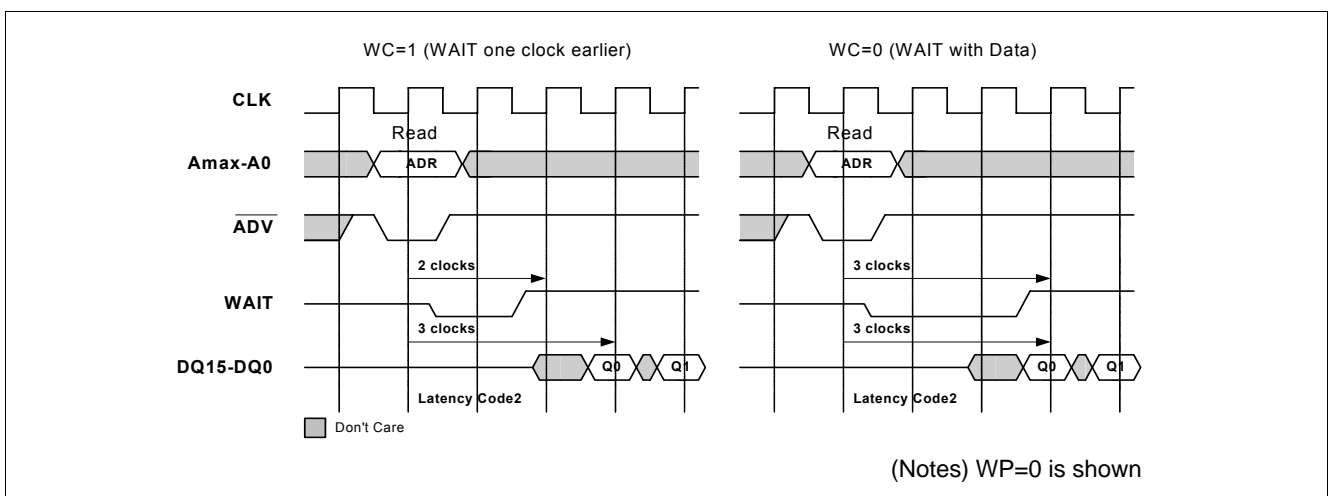 WC=1 (WAIT one clock earlier)
WC=0 (WAIT with Data)
CLK
Read
Read
Amax-A0
ADR
ADR
ADV
2 clocks
3 clocks
WAIT
3 clocks
3 clocks
DQ15-DQ0
Q0
Q1
Q0
Q1
Latency Code2
Latency Code2
Don't Care
(Notes) WP=0 is shown